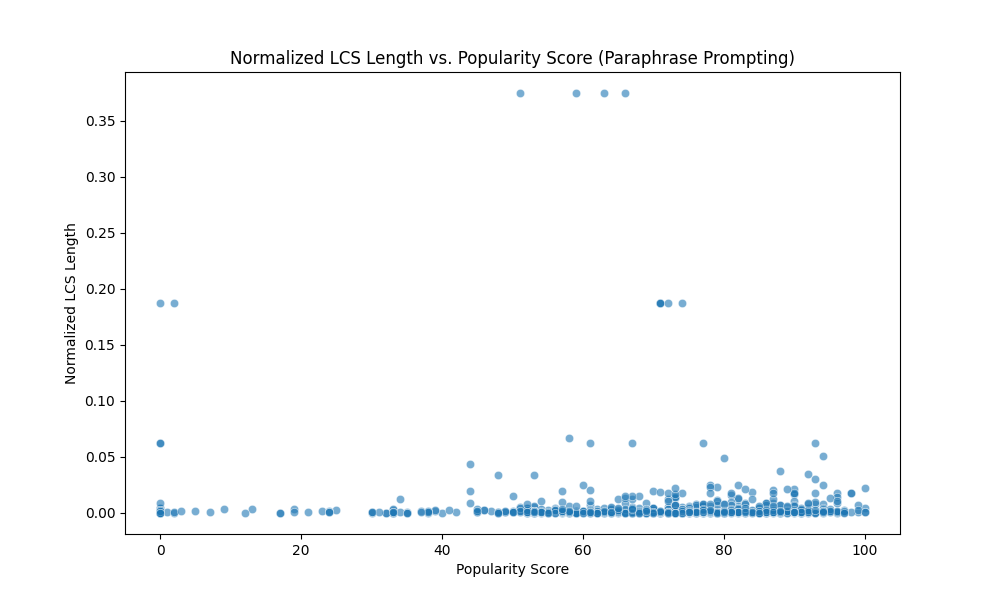 Normalized LCS Length vs. Popularity Score (Paraphrase Prompting)
Normalized LCS Length
0.35
0.30
0.25
0.20
0.15
0.10
0.05
0.00
0 20 40 60 80 100
Popularity Score